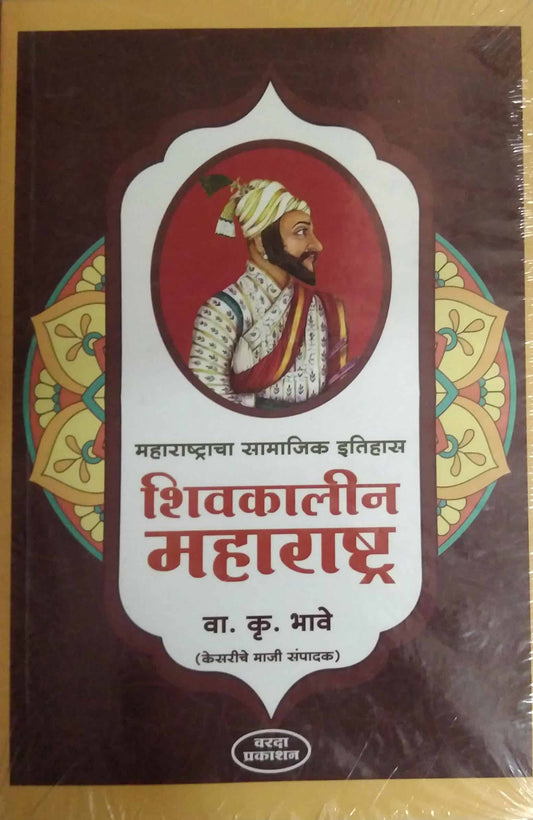 महाराष्ट्राचा सामाजिक इतिहास
शिवकालीन
महाराष्ट्र
वा. कृ. भावे
(केसरीचे माजी संपादक)
वरदा
प्रकाशन